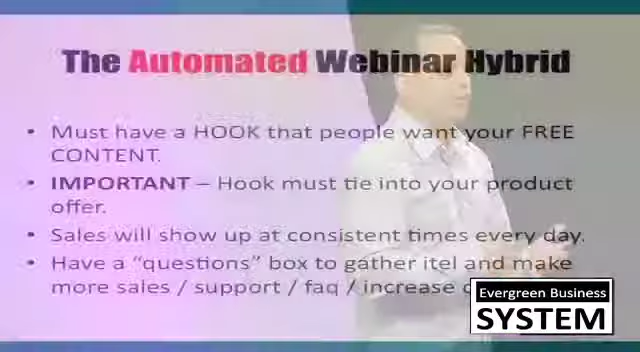 The Automated Webinar Hybrid
• Must have a HOOK that people want your FREE
CONTENT.
• IMPORTANT – Hook must tie into your product
offer.
• Sales will show up at consistent times every day.
• Have a “questions” box to gather itel and make
more sales / support / faq / increase
Evergreen Business
SYSTEM